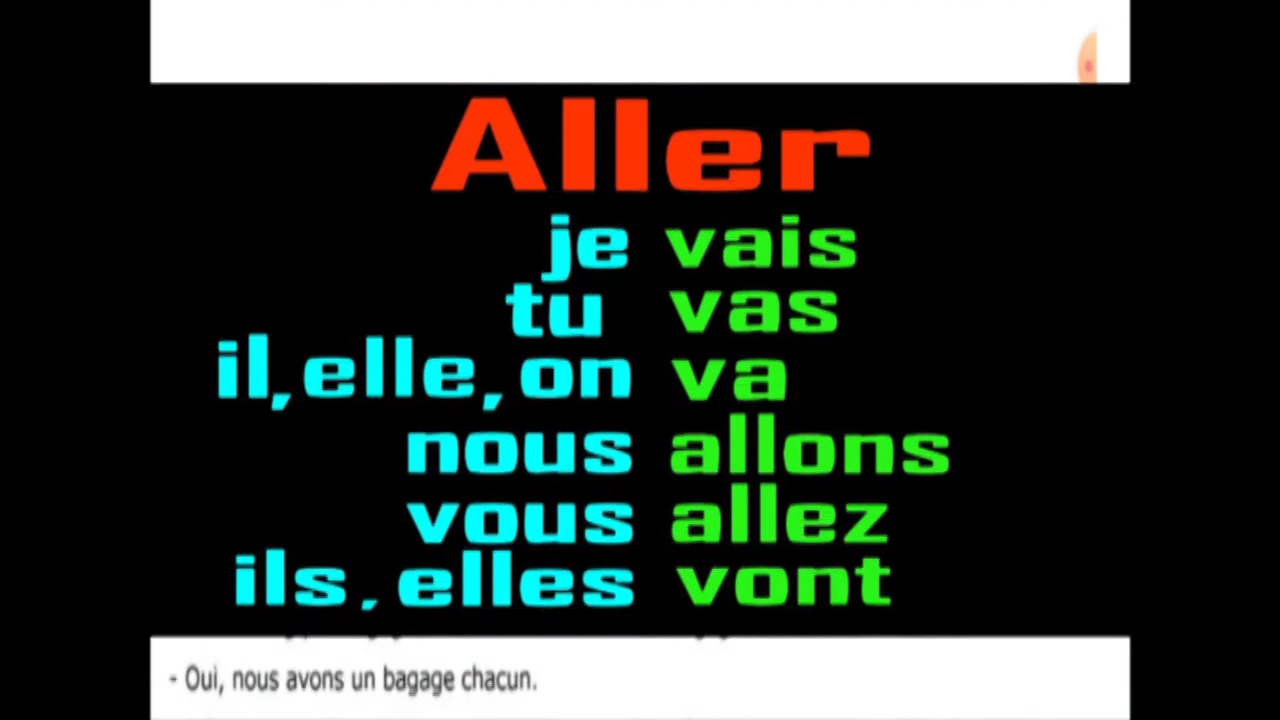 Aller
je vais
tu vas
il, elle, on va
nous allons
vous allez
ils, elles vont
- Oui, nous avons un bagage chacun.